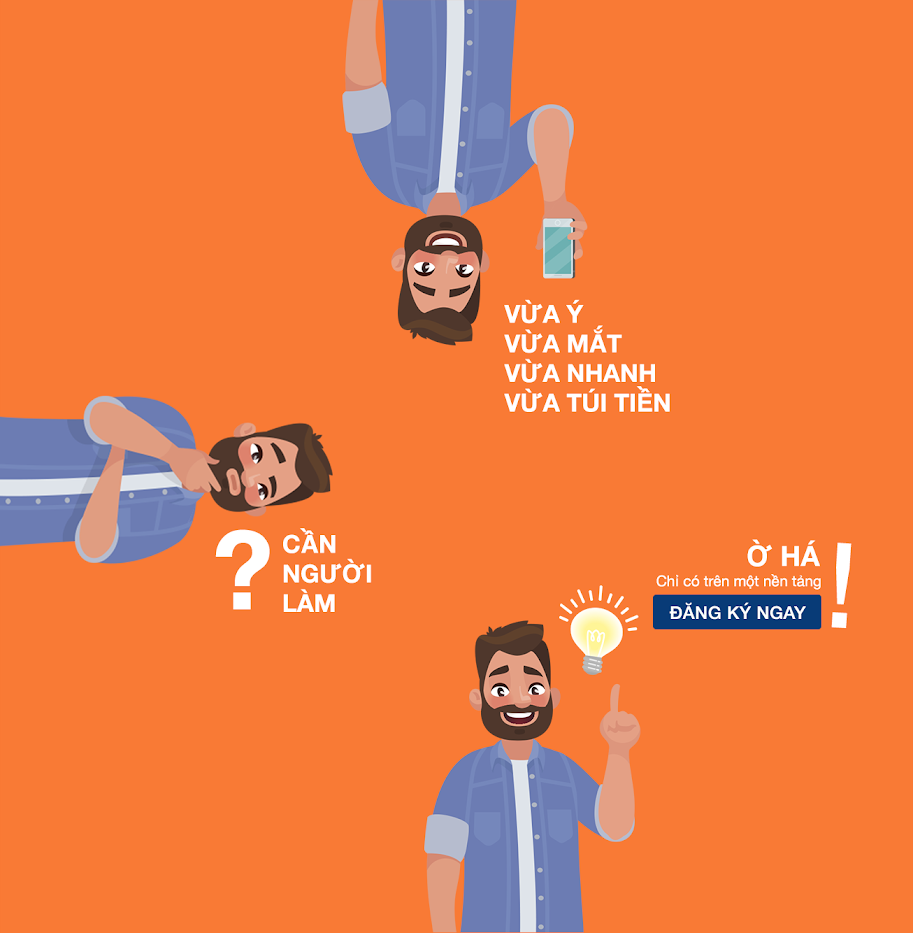 VỪA Ý
VỪA MẮT
VỪA NHANH
VỪA TÚI TIỀN
?
CẦN
NGƯỜI
LÀM
Ờ HÁ
Chỉ có trên một nền tảng
ĐĂNG KÝ NGAY
!